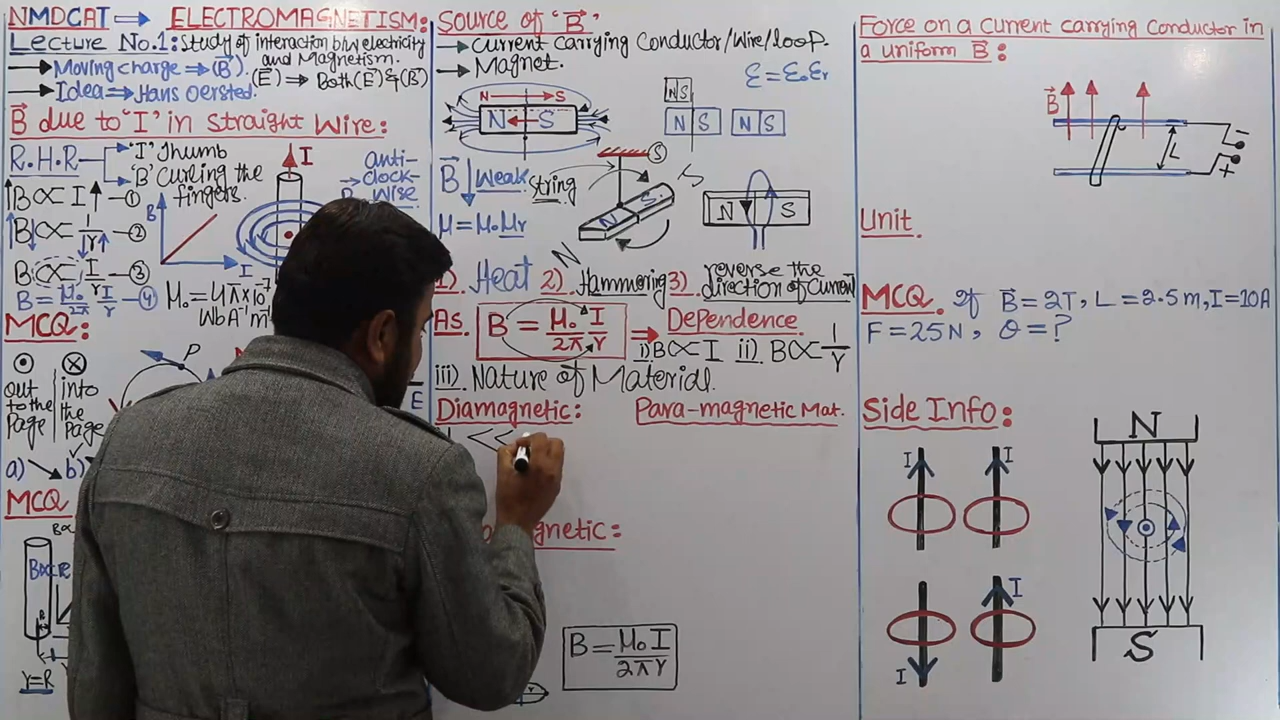 NMDCAT ⟹ ELECTROMAGNETISM:
Lecture No.1: Study of interaction b/w electricity
and Magnetism.
→ Moving charge ⇒ (B⃗).
(E⃗) ⇒ Both (E⃗) & (B⃗)
→ Idea ⇒ Hans Oersted.
B⃗ due to "I" in Straight Wire:
R.H.R
'I' Thumb
'B' Curling the
fingers.
I
anti-
clock-
wise
B ∝ I —①
B ∝ 1/r —②
B ∝ I/r —③
B = μ₀/2π I/r —④
B
I
μ₀ = 4π×10⁻⁷
WbA⁻¹m⁻¹
MCQ:
out
to the
Page
into
the
Page
P
E
a) b)
MCQ
r=R
Source of "B⃗".
→ Current Carrying Conductor/Wire/loop.
→ Magnet.
ε = ε₀εr
N → S
N S
N S
N S
N S
B⃗ Weak
String
S
S
N S
N
N S
μ = μ₀μr
1). Heat 2) Hammering 3) reverse the
direction of Current
As. B = μ₀/2π I/r ⇒ Dependence
i) B ∝ I ii) B ∝ 1/r
iii) Nature of Material.
Diamagnetic: Para-magnetic Mat.
<<
B = μ₀I/2πr
Force on a Current Carrying Conductor in
a uniform B⃗:
B⃗
L
−
+
Unit
MCQ. If B⃗ = 2T, L = 2.5m, I = 10A
F = 25N, θ = ?
Side Info:
I I
I I
N
S